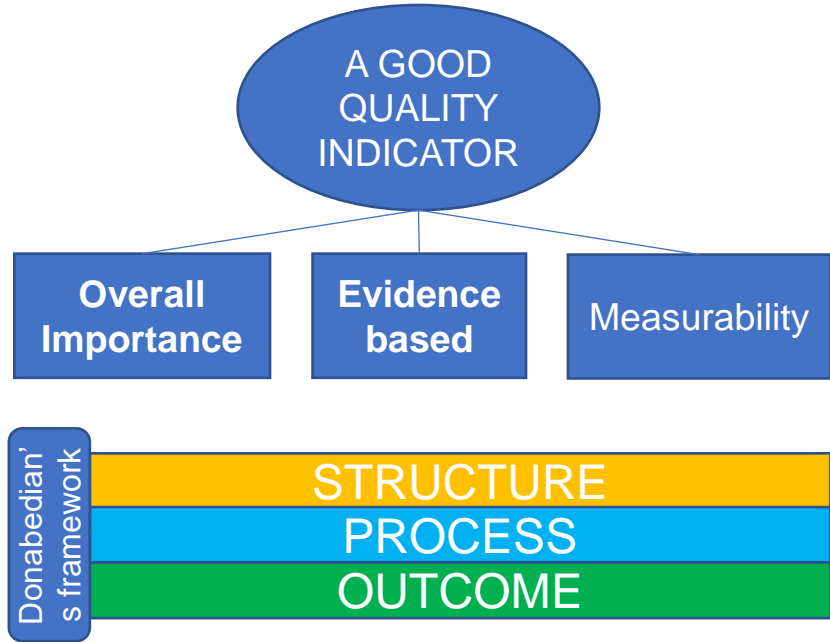 A GOOD
QUALITY
INDICATOR
Overall
Importance
Evidence
based
Measurability
Donabedian'
s framework
STRUCTURE
PROCESS
OUTCOME